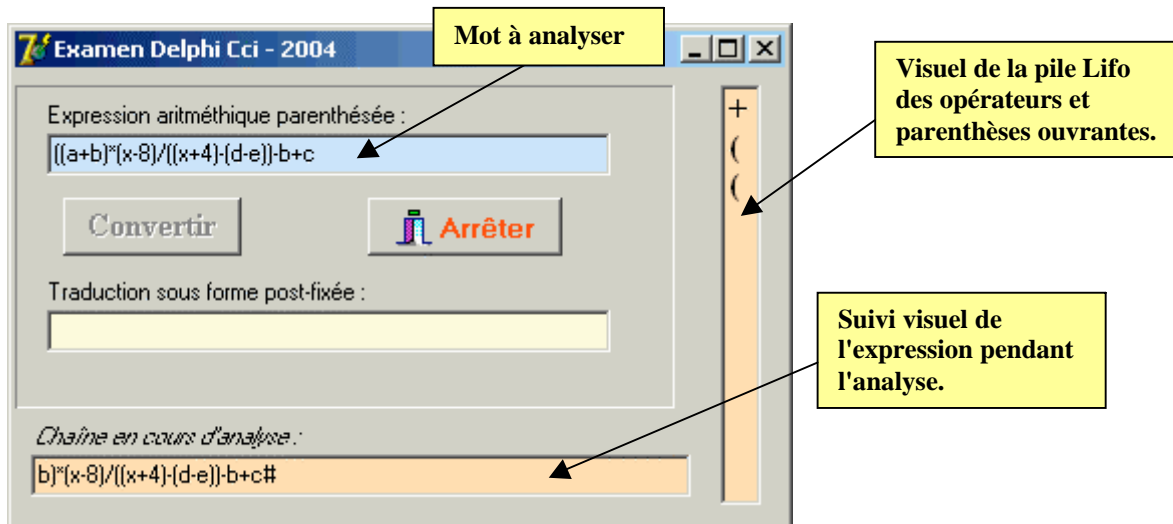 Examen Delphi Cci - 2004
Mot à analyser
Expression aritméthique parenthésée :
((a+b)*(x-8)/((x+4)-(d-e))-b+c
Convertir
Arrêter
Traduction sous forme post-fixée :
Chaîne en cours d'analyse :
b)*(x-8)/((x+4)-(d-e))-b+c#
+
(
(
Visuel de la pile Lifo
des opérateurs et
parenthèses ouvrantes.
Suivi visuel de
l'expression pendant
l'analyse.